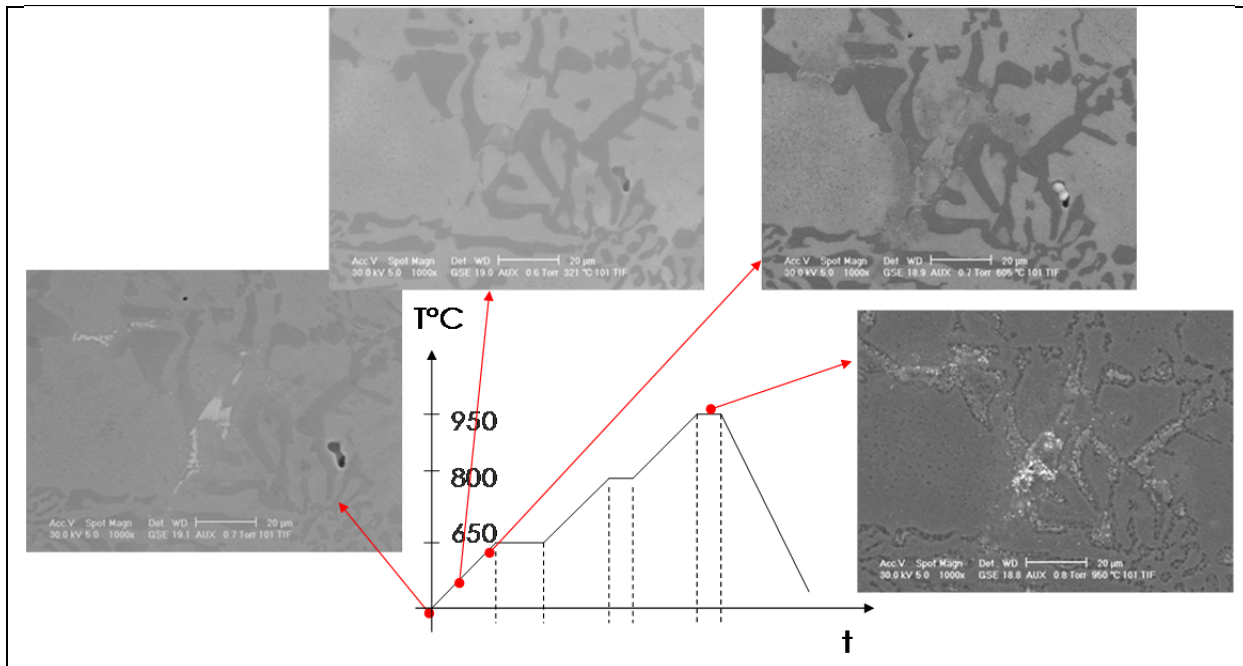 Acc.V Spot Magn Det WD 20 µm
30.0 kV 5.0 1000x GSE 19.0 AUX 0.6 Torr 321 °C 101.TIF
Acc.V Spot Magn Det WD 20 µm
30.0 kV 5.0 1000x GSE 18.9 AUX 0.7 Torr 605 °C 101.TIF
Acc.V Spot Magn Det WD 20 µm
30.0 kV 5.0 1000x GSE 19.1 AUX 0.7 Torr 101 TIF
T°C
950
800
650
t
Acc.V Spot Magn Det WD 20 µm
30.0 kV 5.0 1000x GSE 18.8 AUX 0.8 Torr 950 °C 101.TIF